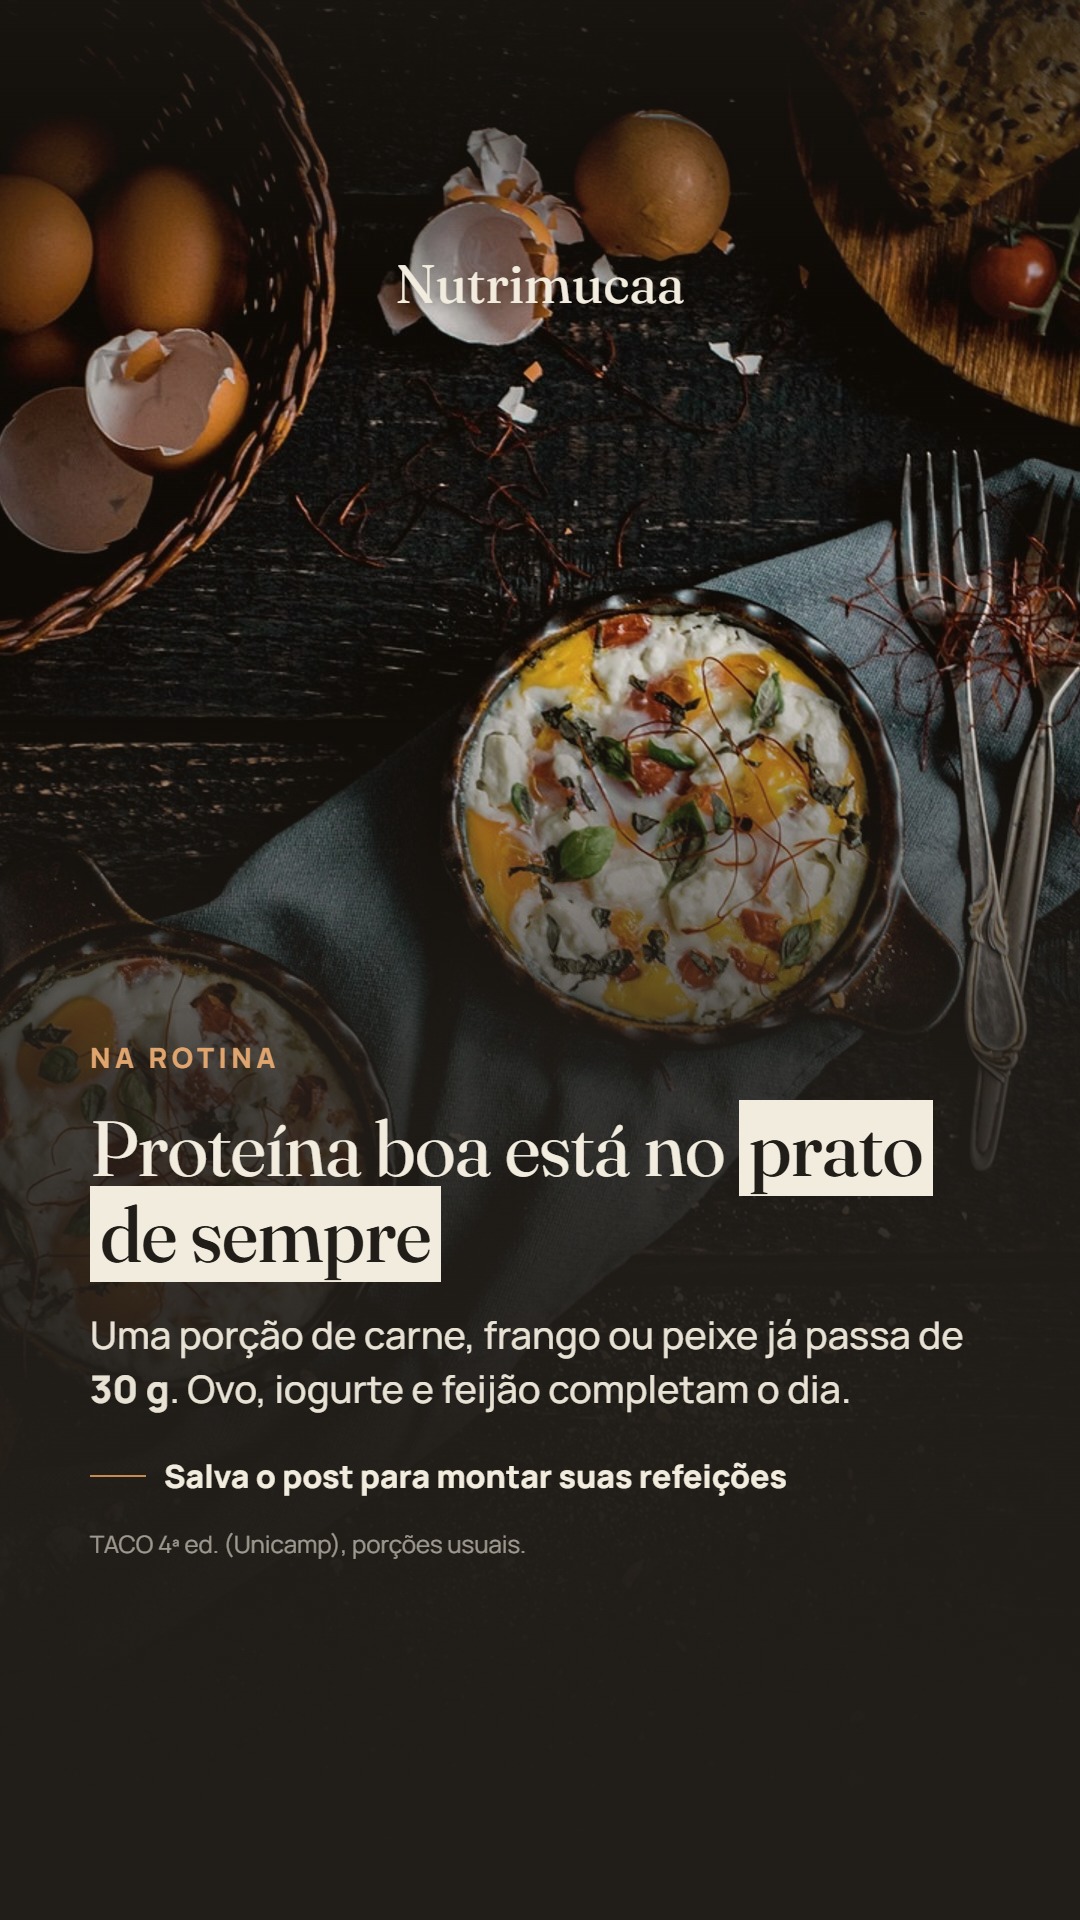 Nutrimucaa
NA ROTINA
Proteína boa está no prato
de sempre
Uma porção de carne, frango ou peixe já passa de
30 g. Ovo, iogurte e feijão completam o dia.
Salva o post para montar suas refeições
TACO 4ª ed. (Unicamp), porções usuais.